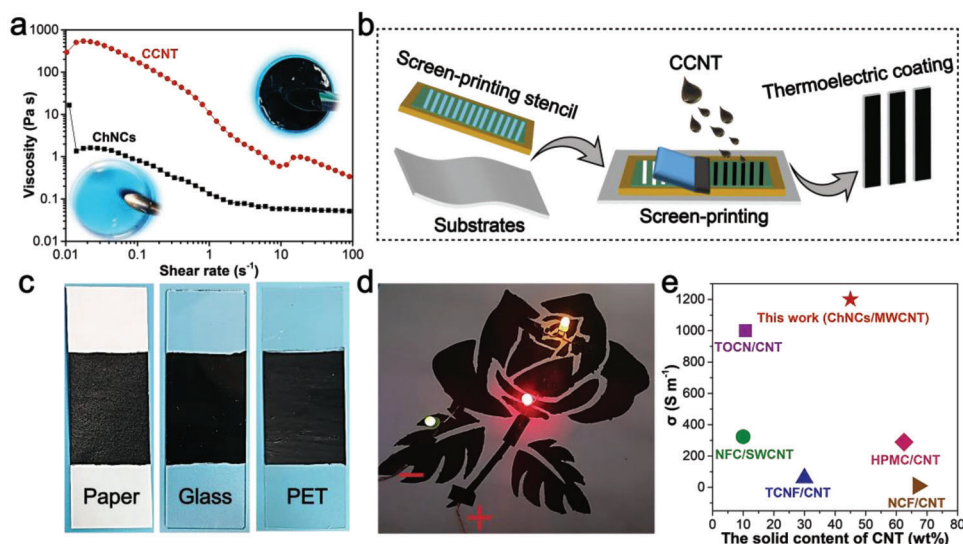 a
1000
100
10
1
0.1
0.01
Viscosity (Pa s)
CCNT
ChNCs
0.01
0.1
1
10
100
Shear rate (s⁻¹)
b
Screen-printing stencil
Substrates
CCNT
Screen-printing
Thermoelectric coating
c
Paper
Glass
PET
d
−
+
e
1200
1000
800
600
400
200
0
σ (S m⁻¹)
This work (ChNCs/MWCNT)
TOCN/CNT
NFC/SWCNT
HPMC/CNT
TCNF/CNT
NCF/CNT
0 10 20 30 40 50 60 70 80
The solid content of CNT (wt%)